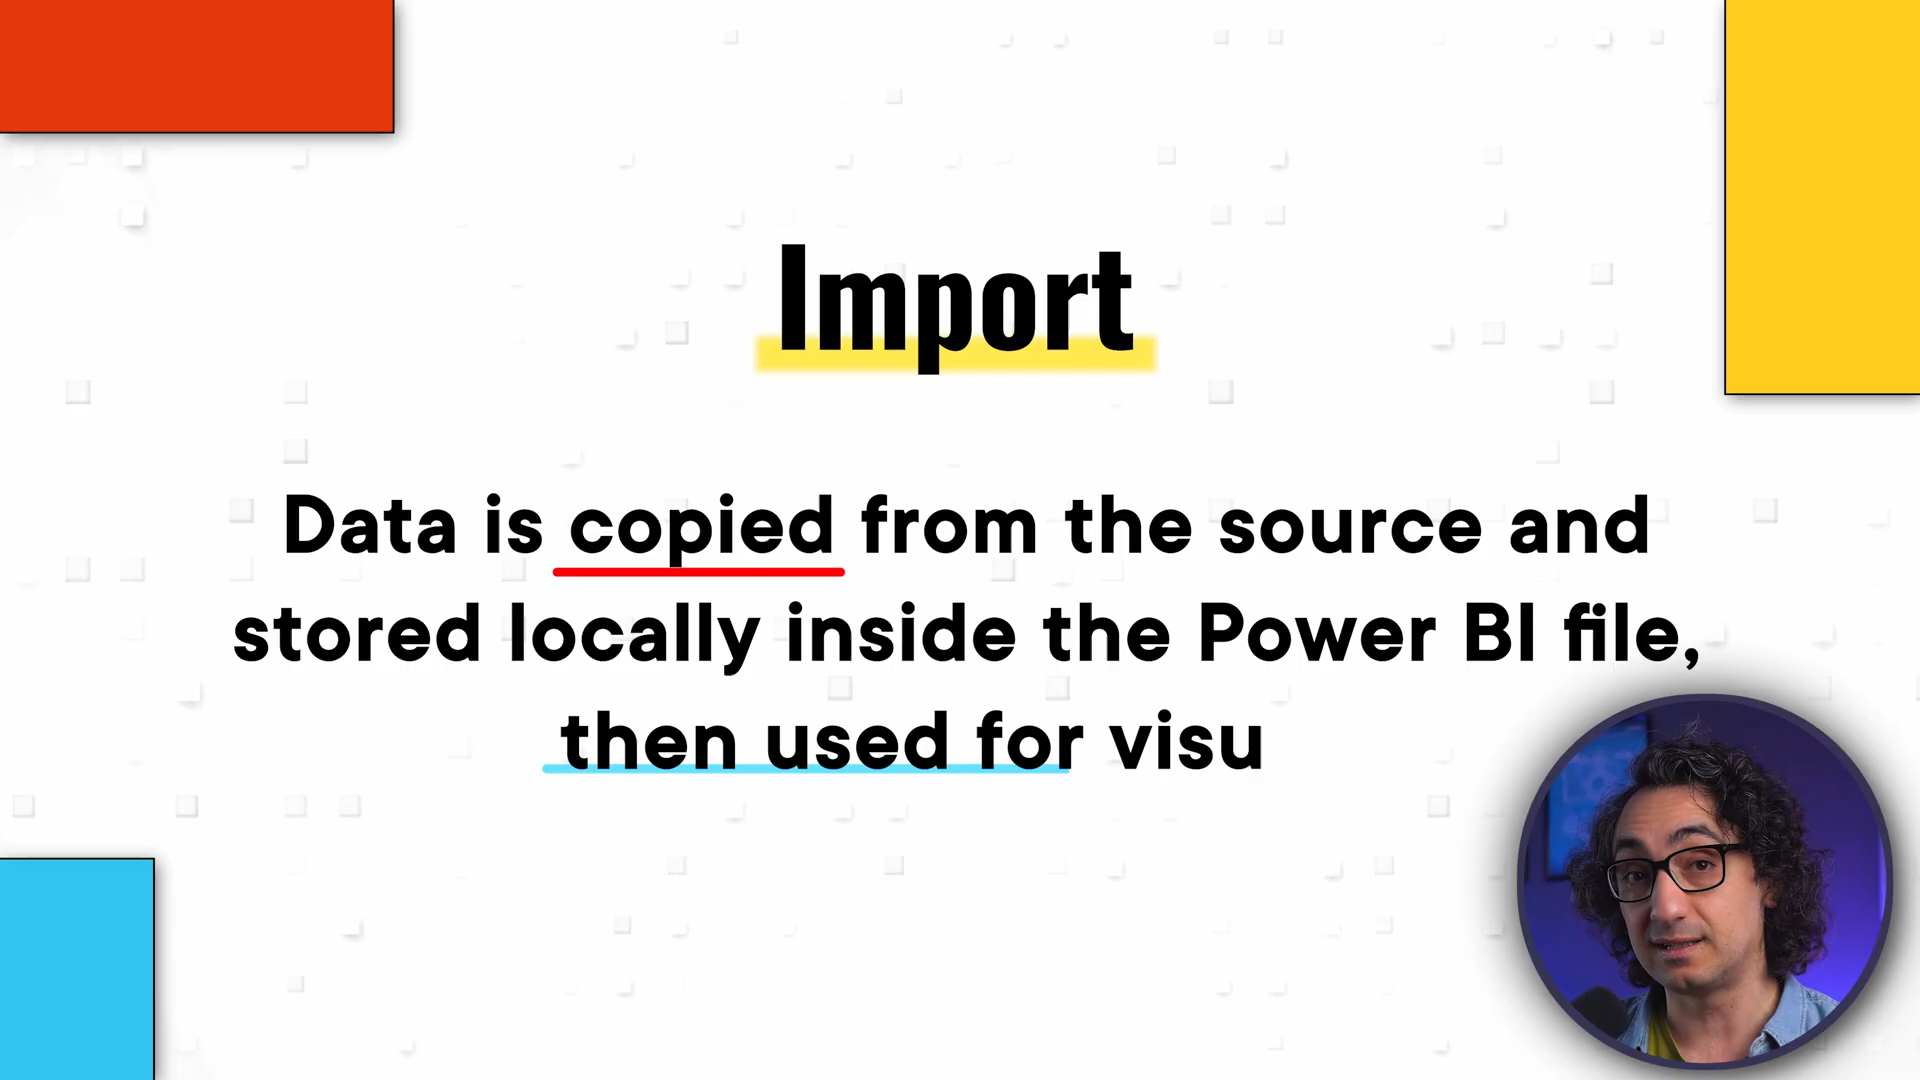 Import
Data is copied from the source and
stored locally inside the Power BI file,
then used for visu